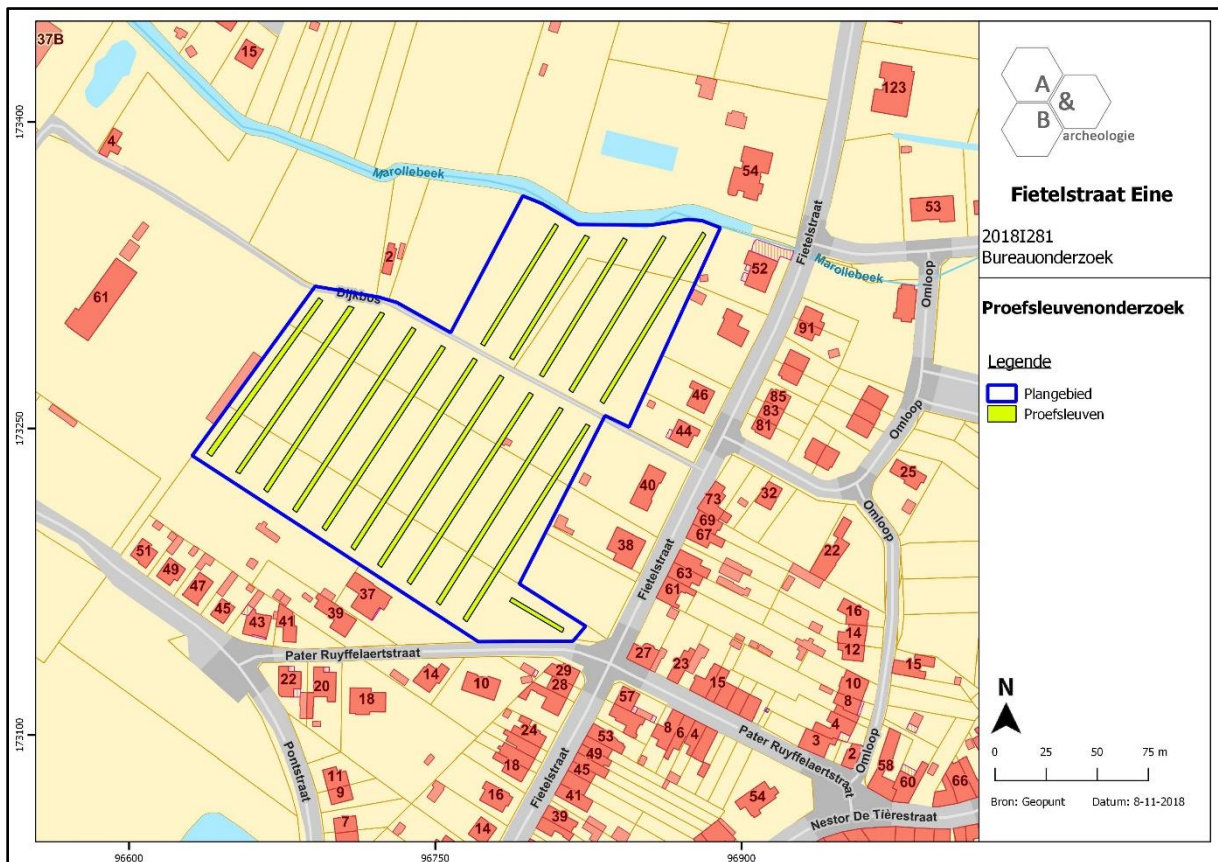 37B
15
4
61
2
Marollebeek
Dijkbos
123
54
53
52
Fietelstraat
Marollebeek
Omloop
91
46
44
85
83
81
Omloop
25
40
38
73
69
67
32
Omloop
22
Fietelstraat
63
61
16
14
12
51
49
47
45
43
41
39
37
Pater Ruyffelaertstraat
27
23
15
15
22
20
18
14
10
29
28
57
8
6
4
10
8
4
3
2
Omloop
Pater Ruyffelaertstraat
58
60
66
Pontstraat
11
9
7
24
18
16
14
Fietelstraat
53
49
45
41
39
54
Nestor De Tièrestraat
173400
173250
173100
96600
96750
96900
A
&
B
archeologie
Fietelstraat Eine
2018I281
Bureauonderzoek
Proefsleuvenonderzoek
Legende
Plangebied
Proefsleuven
N
0 25 50 75 m
Bron: Geopunt Datum: 8-11-2018